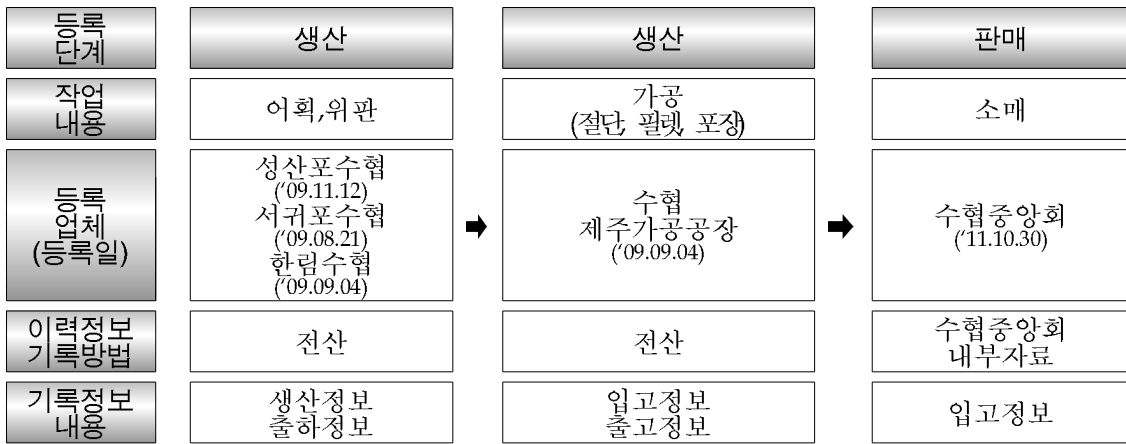 등록
단계
생산
생산
판매
작업
내용
어획,위판
가공
(절단, 필렛, 포장)
소매
등록
업체
(등록일)
성산포수협
('09.11.12)
서귀포수협
('09.08.21)
한림수협
('09.09.04)
수협
제주가공공장
('09.09.04)
수협중앙회
('11.10.30)
이력정보
기록방법
전산
전산
수협중앙회
내부자료
기록정보
내용
생산정보
출하정보
입고정보
출고정보
입고정보